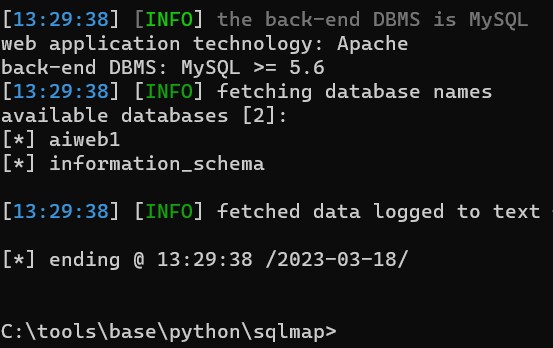 [13:29:38] [INFO] the back-end DBMS is MySQL
web application technology: Apache
back-end DBMS: MySQL >= 5.6
[13:29:38] [INFO] fetching database names
available databases [2]:
[*] aiweb1
[*] information_schema
[13:29:38] [INFO] fetched data logged to text
[*] ending @ 13:29:38 /2023-03-18/
C:\tools\base\python\sqlmap>